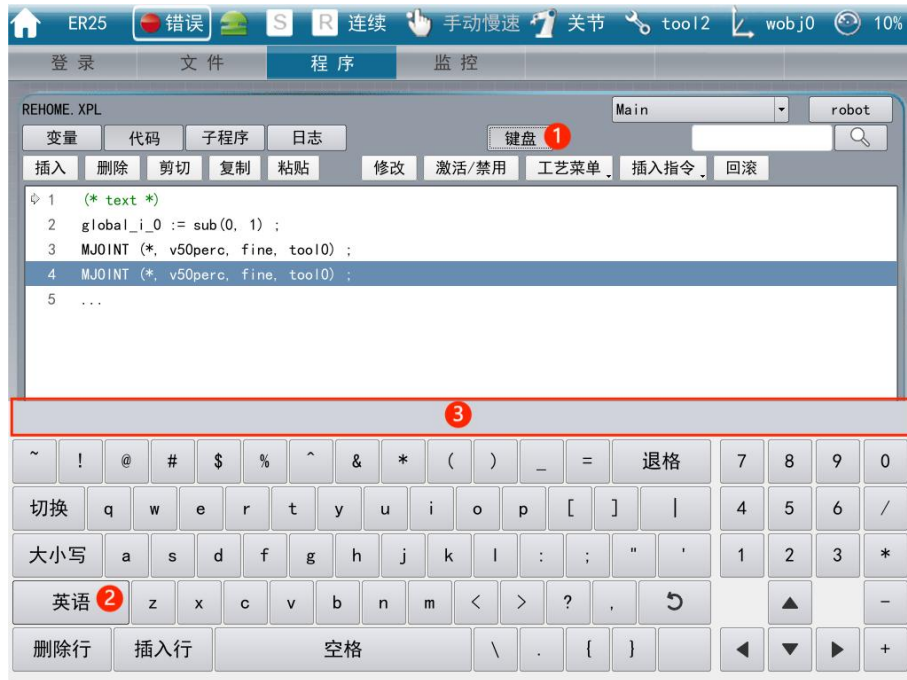 ER25 错误 S R 连续 手动慢速 关节 tool2 wobj0 10%
登录 文件 程序 监控
REHOME.XPL Main robot
变量 代码 子程序 日志 键盘 1
插入 删除 剪切 复制 粘贴 修改 激活/禁用 工艺菜单 插入指令 回滚
1 (* text *)
2 global_i_0 := sub(0, 1) ;
3 MJOINT (*, v50perc, fine, tool0) ;
4 MJOINT (*, v50perc, fine, tool0) ;
5 ...
3
~ ! @ # $ % ^ & * ( ) _ = 退格 7 8 9 0
切换 q w e r t y u i o p [ ] | 4 5 6 /
大小写 a s d f g h j k l : ; " ' 1 2 3 *
英语 2 z x c v b n m < > ? , -
删除行 插入行 空格 \ . { } +